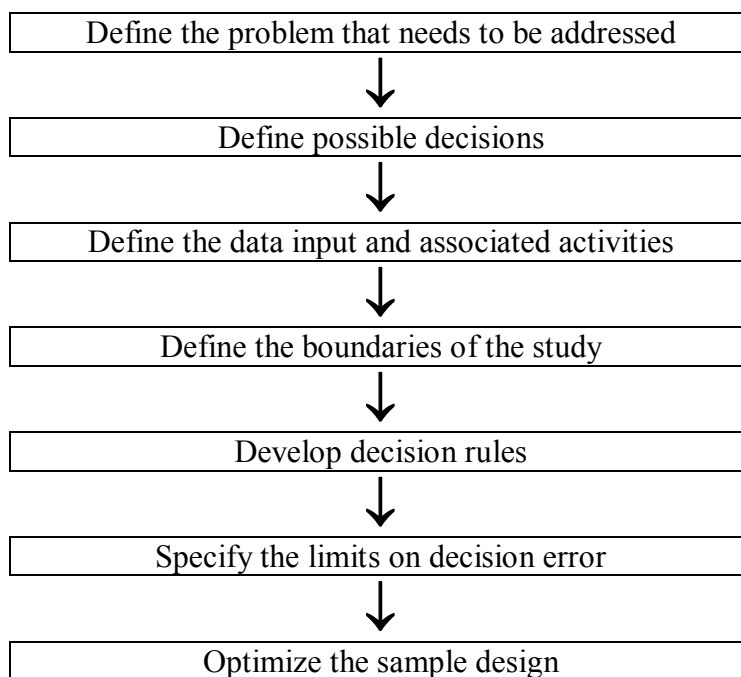 Define the problem that needs to be addressed
Define possible decisions
Define the data input and associated activities
Define the boundaries of the study
Develop decision rules
Specify the limits on decision error
Optimize the sample design